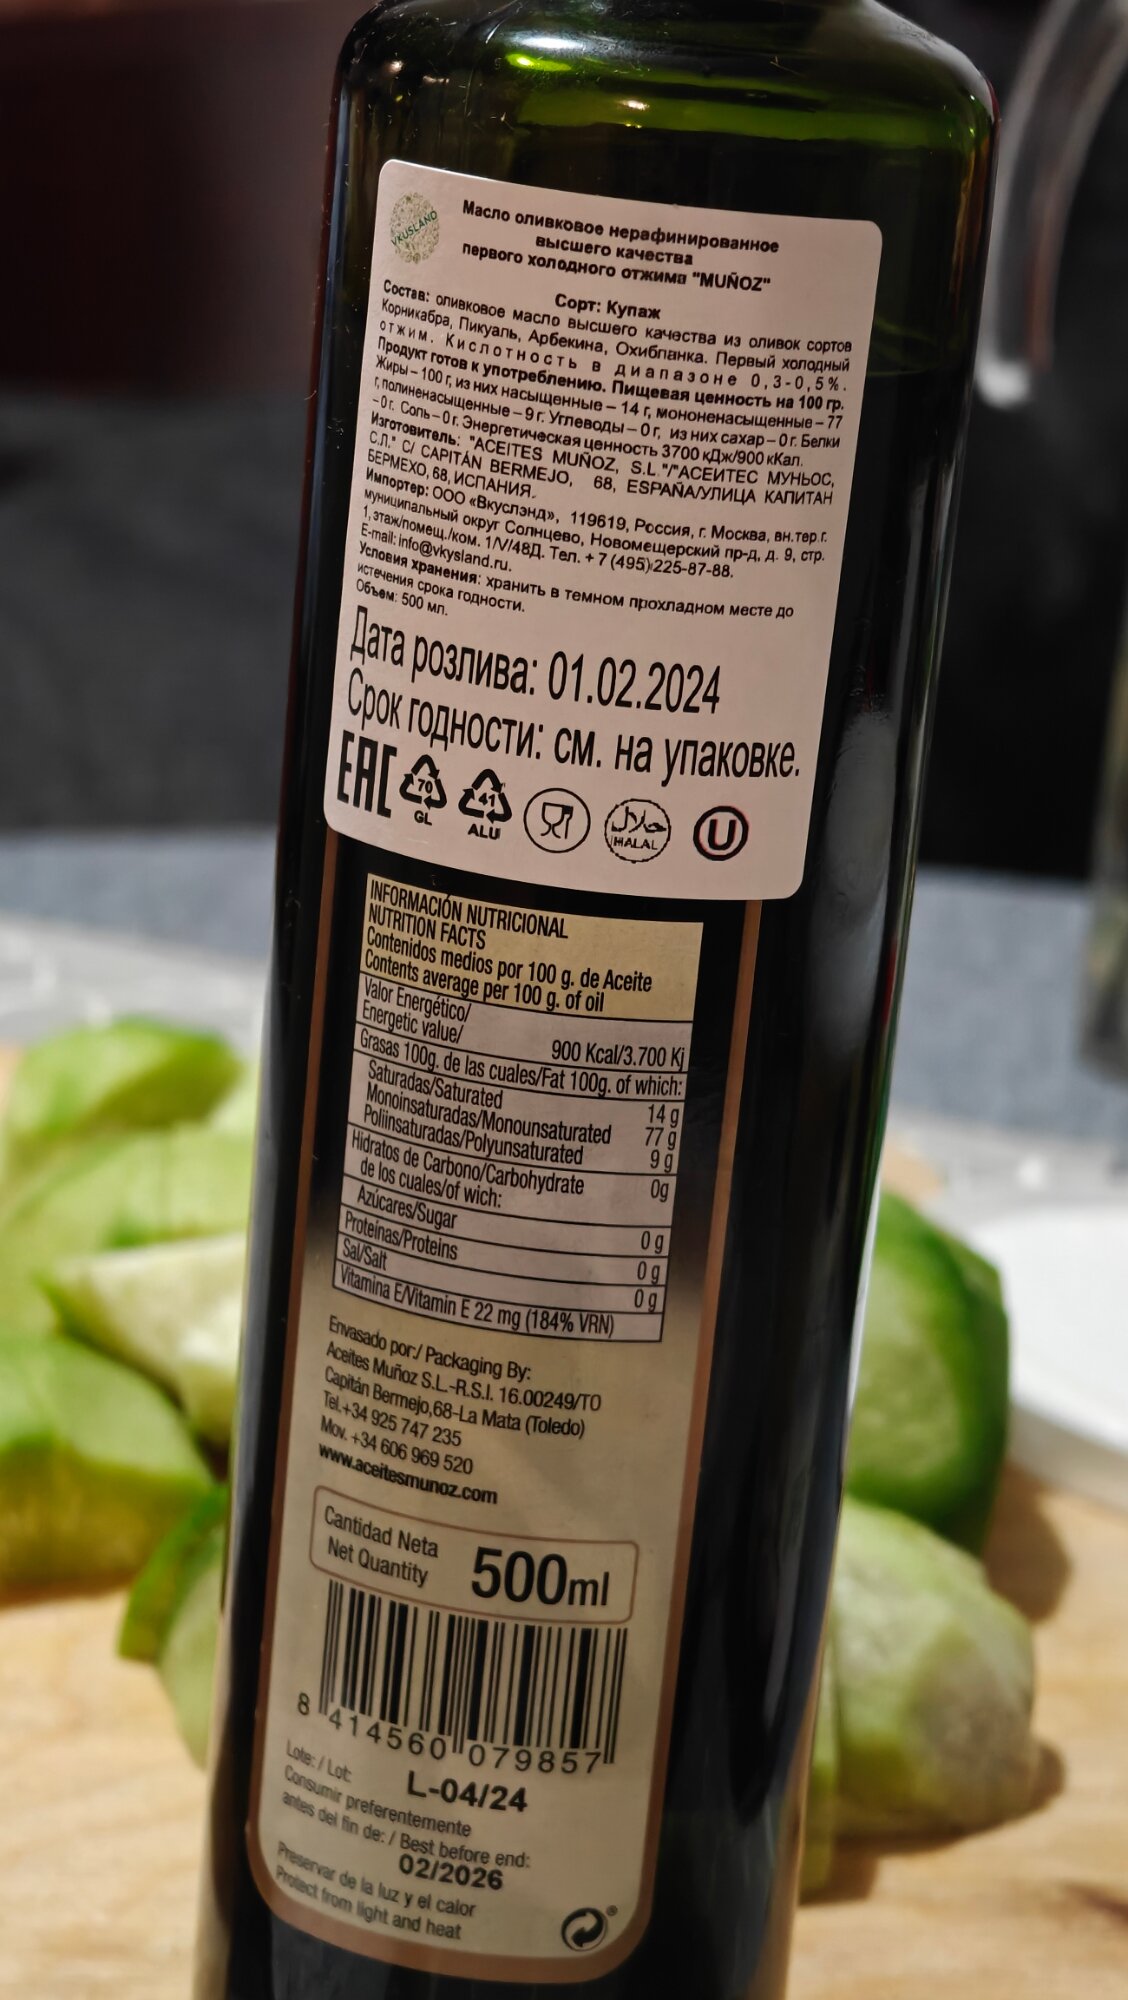 VKUSLAND
Масло оливковое нерафинированное
высшего качества
первого холодного отжима "MUÑOZ"
Сорт: Купаж
Состав: оливковое масло высшего качества из оливок сортов
Корникабра, Пикуаль, Арбекина, Охибланка. Первый холодный
отжим. Кислотность в диапазоне 0,3-0,5%.
Продукт готов к употреблению. Пищевая ценность на 100 гр.
Жиры – 100 г, из них насыщенные – 14 г, мононенасыщенные – 77
г, полиненасыщенные – 9 г. Углеводы – 0 г, из них сахар – 0 г. Белки
– 0 г. Соль – 0 г. Энергетическая ценность 3700 кДж/900 кКал.
Изготовитель: "ACEITES MUÑOZ, S.L."/"АСЕИТЕС МУНЬОС,
С.Л." C/ CAPITÁN BERMEJO, 68, ESPAÑA/УЛИЦА КАПИТАН
БЕРМЕХО, 68, ИСПАНИЯ.
Импортер: ООО «Вкуслэнд», 119619, Россия, г. Москва, вн.тер.г.
муниципальный округ Солнцево, Новомещерский пр-д, д. 9, стр.
1, этаж/помещ./ком. 1/V/48Д. Тел. + 7 (495) 225-87-88.
E-mail: info@vkysland.ru.
Условия хранения: хранить в темном прохладном месте до
истечения срока годности.
Объем: 500 мл.
Дата розлива: 01.02.2024
Срок годности: см. на упаковке.
EAC 70 41 حلال U
GL ALU HALAL
INFORMACIÓN NUTRICIONAL
NUTRITION FACTS
Contenidos medios por 100 g. de Aceite
Contents average per 100 g. of oil
Valor Energético/
Energetic value/ 900 Kcal/3.700 Kj
Grasas 100g. de las cuales/Fat 100g. of which:
Saturadas/Saturated 14 g
Monoinsaturadas/Monounsaturated 77 g
Poliinsaturadas/Polyunsaturated 9 g
Hidratos de Carbono/Carbohydrate 0g
de los cuales/of wich:
Azúcares/Sugar 0 g
Proteínas/Proteins 0 g
Sal/Salt 0 g
Vitamina E/Vitamin E 22 mg (184% VRN)
Envasado por:/ Packaging By:
Aceites Muñoz S.L.-R.S.I. 16.00249/TO
Capitán Bermejo,68-La Mata (Toledo)
Tel.+34 925 747 235
Mov. +34 606 969 520
www.aceitesmunoz.com
Cantidad Neta
Net Quantity 500ml
8 414560 079857
Lote: / Lot: L-04/24
Consumir preferentemente
antes del fin de: / Best before end:
02/2026
Preservar de la luz y el calor
Protect from light and heat